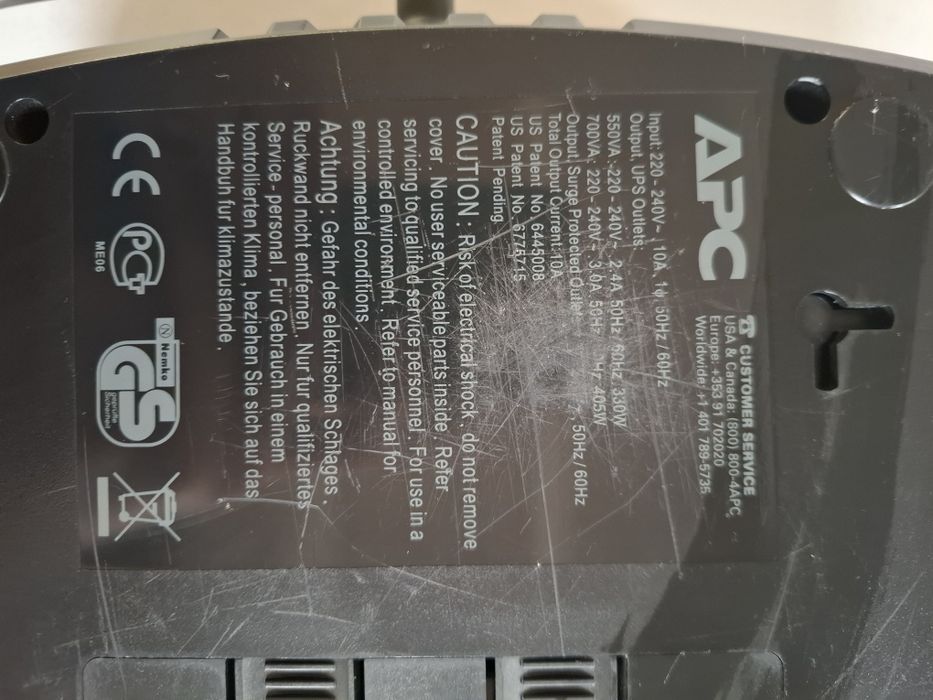 APC
CUSTOMER SERVICE
USA & Canada: (800) 800-4APC
Europe: +353 91 702020
Worldwide: +1 401 789-5735
Input: 220 - 240V~, 10A 1φ 50Hz / 60Hz
Output, UPS Outlets:
550VA : 220 - 240V~ 2.4A 50Hz / 60Hz 330W
700VA : 220 - 240V~ 3.0A 50Hz 405W
Output, Surge Protected Outlet 50Hz / 60Hz
Total Output Current: 10A
US Patent No 6445008
US Patent No 6775715
Patent Pending
CAUTION : Risk of electrical shock, do not remove
cover. No user serviceable parts inside. Refer
servicing to qualified service personnel. For use in a
controlled environment. Refer to manual for
environmental conditions.
Achtung : Gefahr des elektrischen Schlages.
Ruckwand nicht entfernen. Nur fur qualifiziertes
Service - personal. Fur Gebrauch in einem
kontrollierten Klima, beziehen Sie sich auf das
Handbuh fur klimazustande.
CE
PC
ME06
N Nemko
GS
geprüfte
Sicherheit